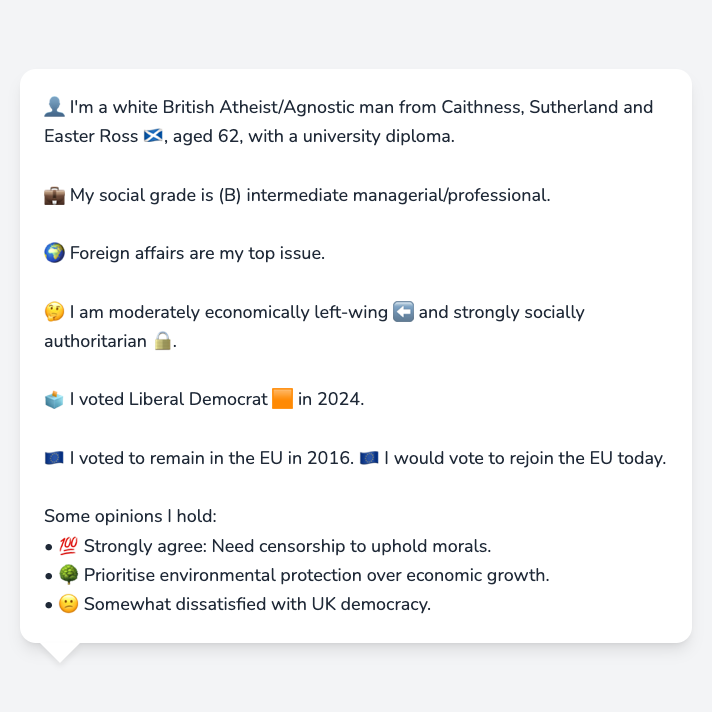 👤 I'm a white British Atheist/Agnostic man from Caithness, Sutherland and
Easter Ross 🏴󠁧󠁢󠁳󠁣󠁴󠁿, aged 62, with a university diploma.
💼 My social grade is (B) intermediate managerial/professional.
🌍 Foreign affairs are my top issue.
🤔 I am moderately economically left-wing ⬅️ and strongly socially
authoritarian 🔒.
🗳️ I voted Liberal Democrat 🟧 in 2024.
🇪🇺 I voted to remain in the EU in 2016. 🇪🇺 I would vote to rejoin the EU today.
Some opinions I hold:
• 💯 Strongly agree: Need censorship to uphold morals.
• 🌳 Prioritise environmental protection over economic growth.
• 😕 Somewhat dissatisfied with UK democracy.